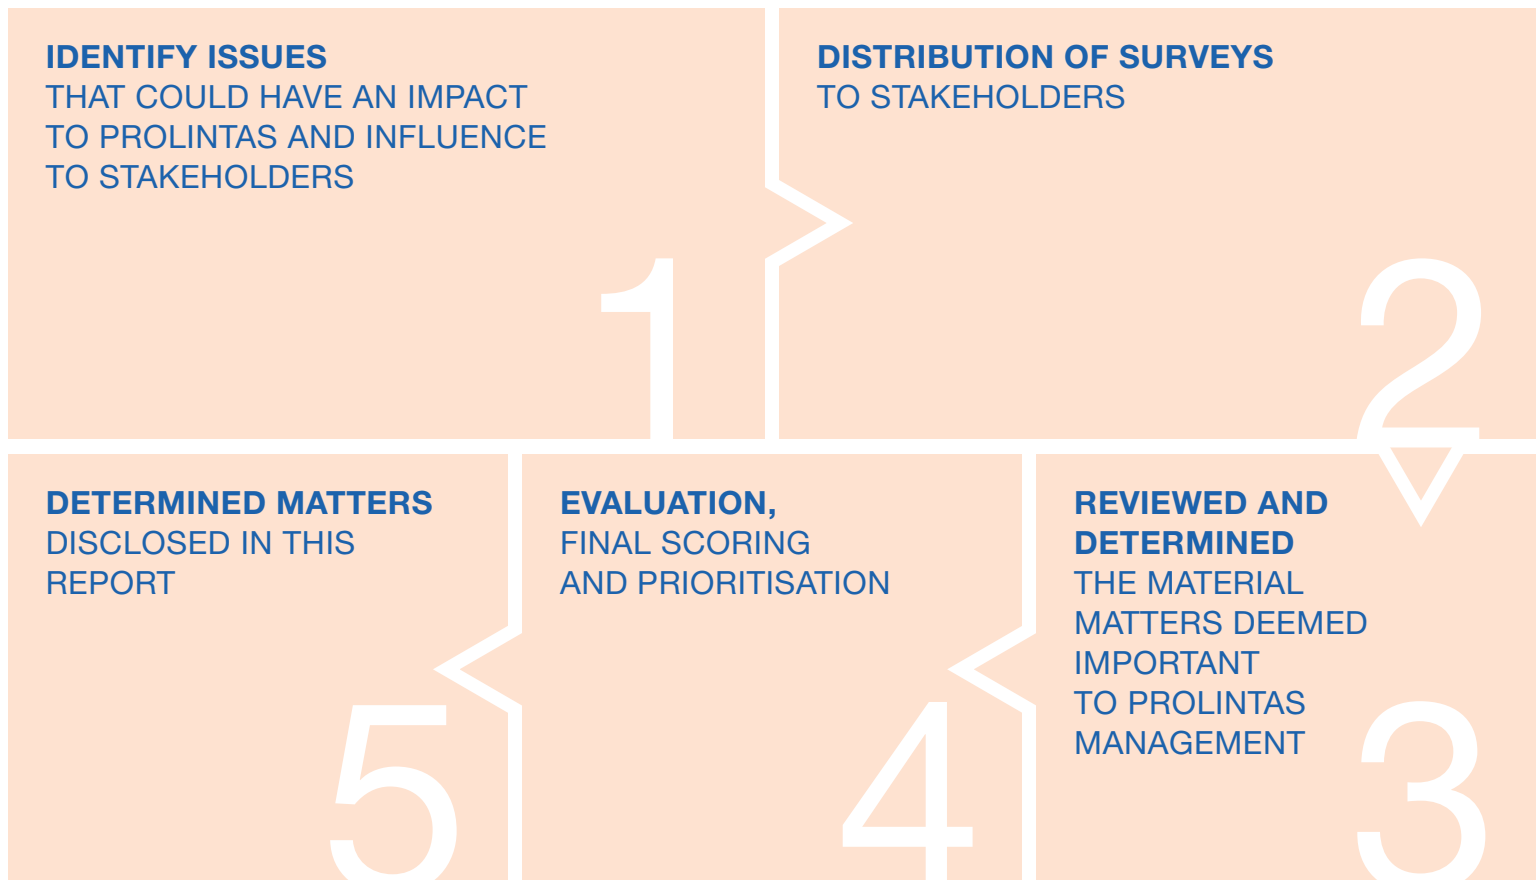 IDENTIFY ISSUES
THAT COULD HAVE AN IMPACT
TO PROLINTAS AND INFLUENCE
TO STAKEHOLDERS
1
DISTRIBUTION OF SURVEYS
TO STAKEHOLDERS
2
REVIEWED AND
DETERMINED
THE MATERIAL
MATTERS DEEMED
IMPORTANT
TO PROLINTAS
MANAGEMENT
3
EVALUATION,
FINAL SCORING
AND PRIORITISATION
4
DETERMINED MATTERS
DISCLOSED IN THIS
REPORT
5